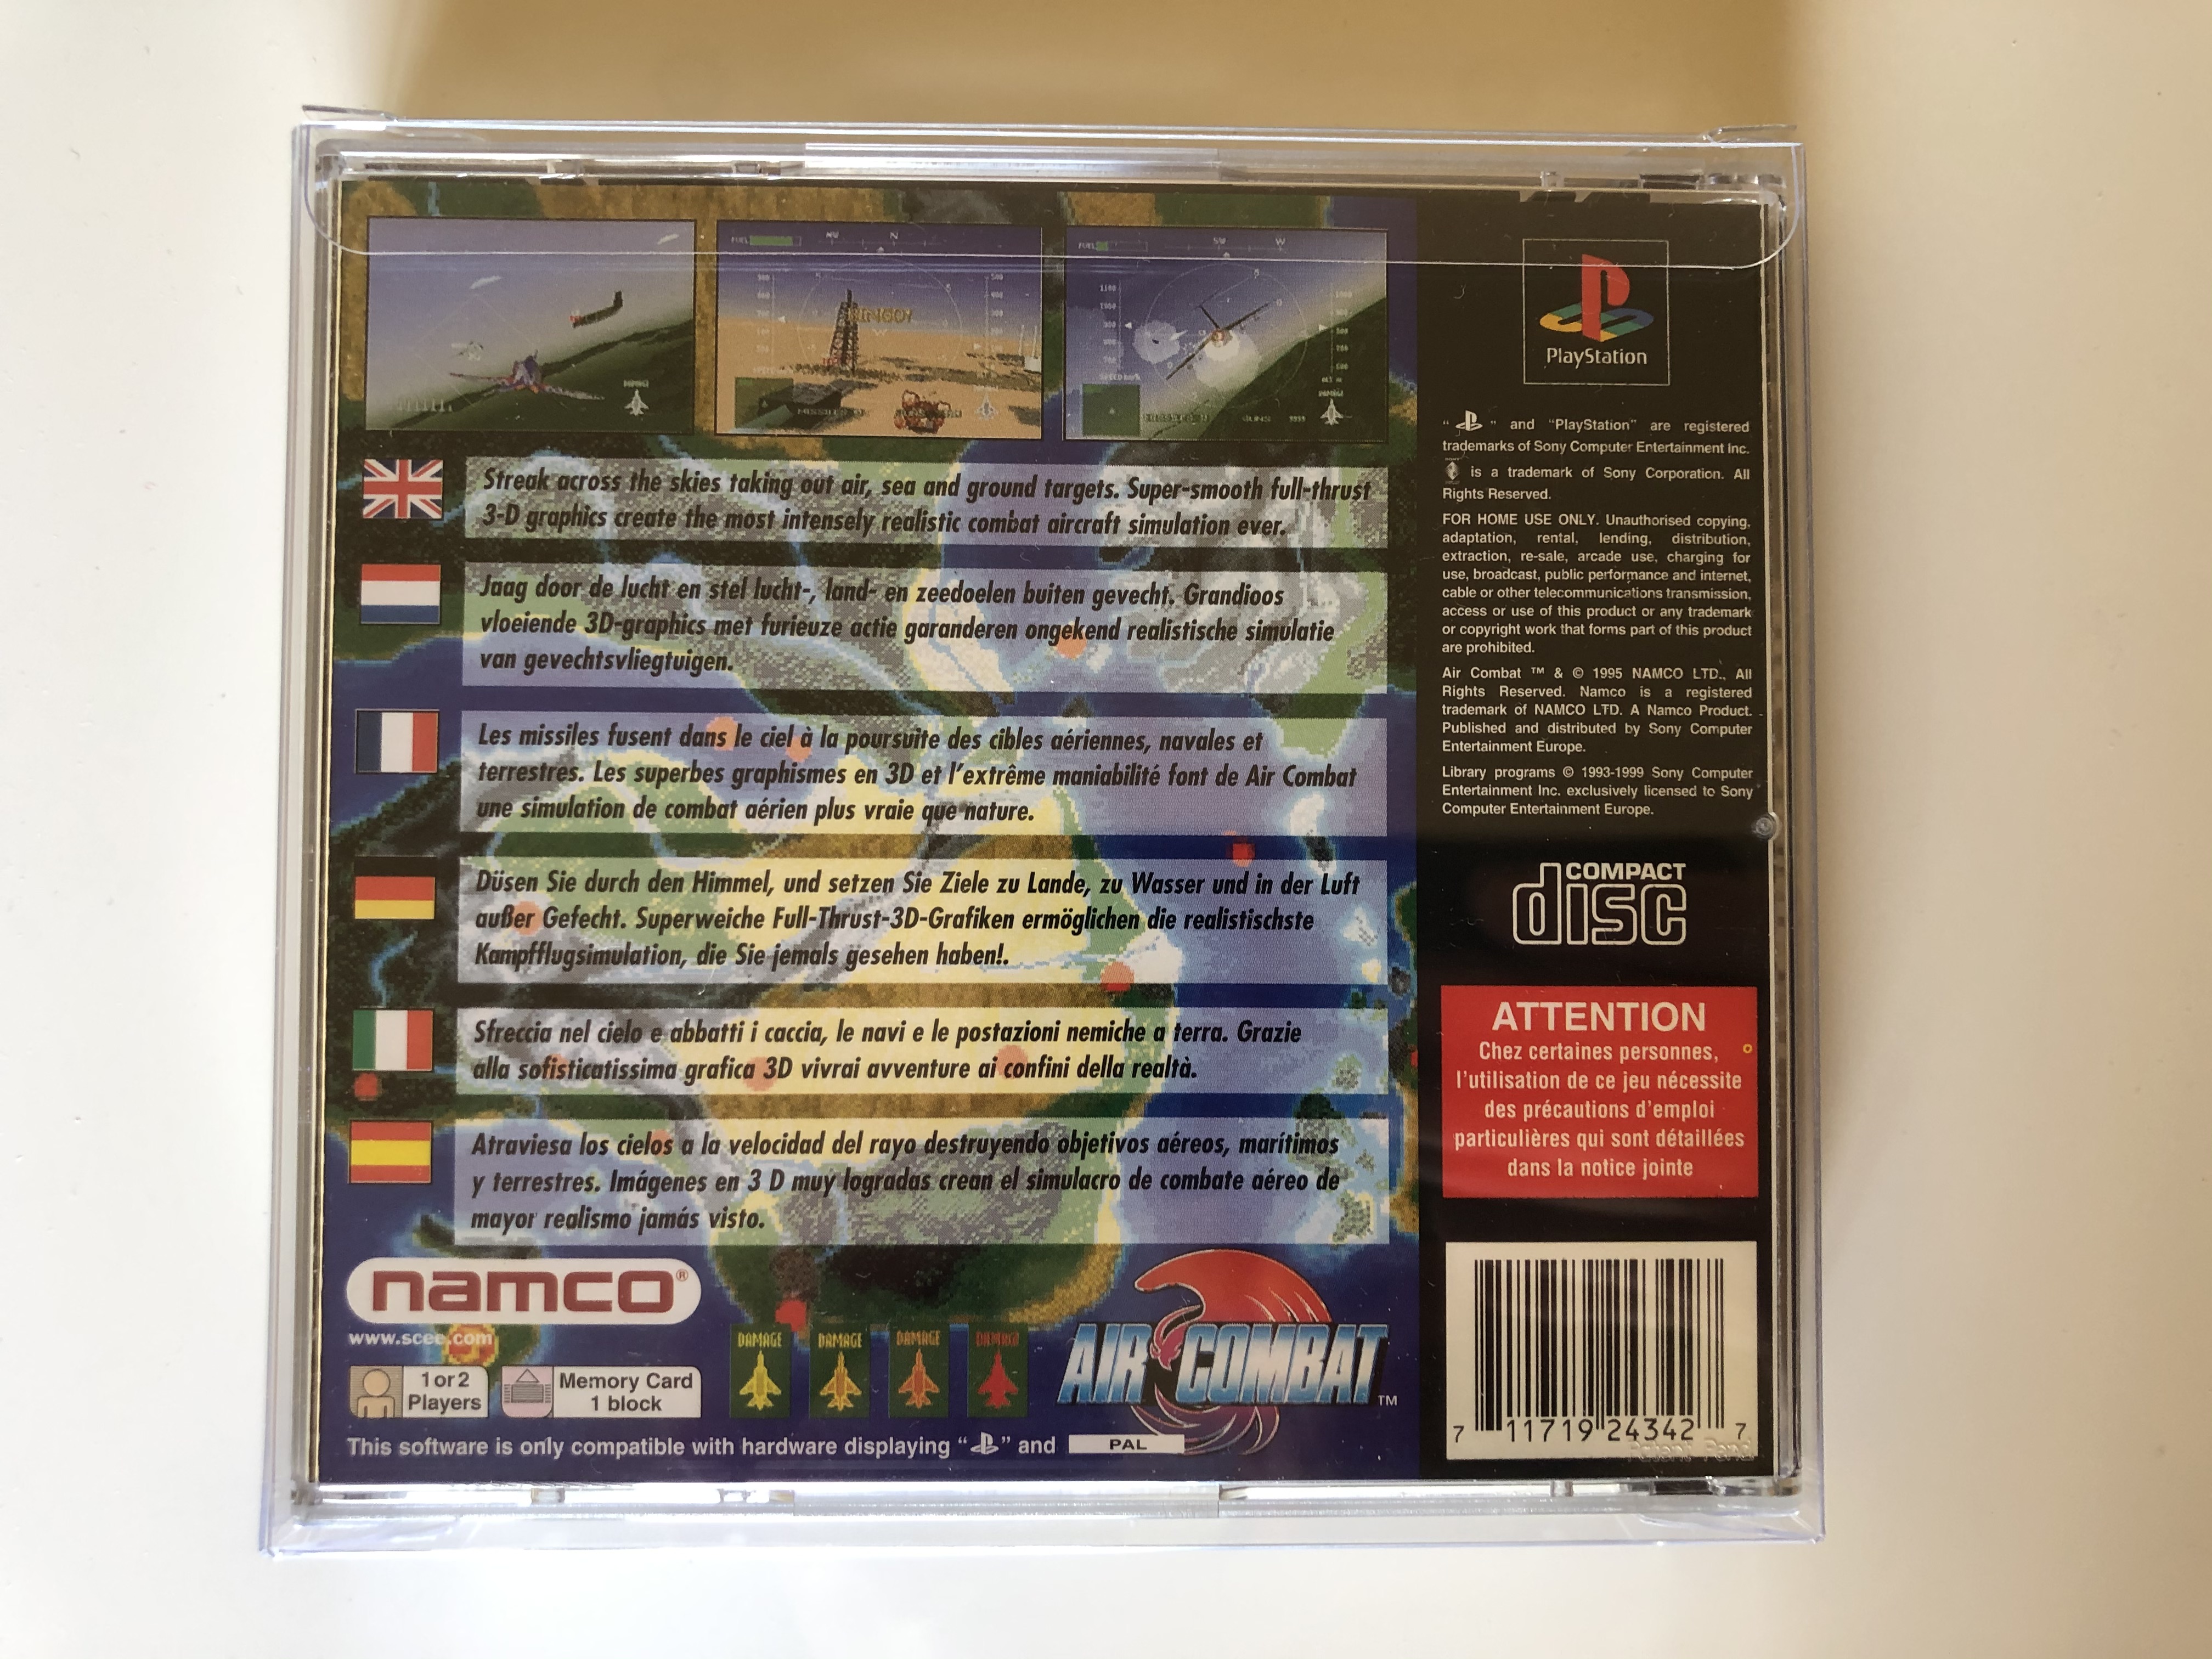 FUEL
NW
N
FUEL
SW
W
DAMAGE
BINGO!
DAMAGE
PlayStation
Streak across the skies taking out air, sea and ground targets. Super-smooth full-thrust
3-D graphics create the most intensely realistic combat aircraft simulation ever.
Jaag door de lucht en stel lucht-, land- en zeedoelen buiten gevecht. Grandioos
vloeiende 3D-graphics met furieuze actie garanderen ongekend realistische simulatie
van gevechtsvliegtuigen.
Les missiles fusent dans le ciel à la poursuite des cibles aériennes, navales et
terrestres. Les superbes graphismes en 3D et l'extrême maniabilité font de Air Combat
une simulation de combat aérien plus vraie que nature.
Düsen Sie durch den Himmel, und setzen Sie Ziele zu Lande, zu Wasser und in der Luft
außer Gefecht. Superweiche Full-Thrust-3D-Grafiken ermöglichen die realistischste
Kampfflugsimulation, die Sie jemals gesehen haben!.
Sfreccia nel cielo e abbatti i caccia, le navi e le postazioni nemiche a terra. Grazie
alla sofisticatissima grafica 3D vivrai avventure ai confini della realtà.
Atraviesa los cielos a la velocidad del rayo destruyendo objetivos aéreos, marítimos
y terrestres. Imágenes en 3 D muy logradas crean el simulacro de combate aéreo de
mayor realismo jamás visto.
namco®
www.scee.com
1 or 2
Players
Memory Card
1 block
DAMAGE
DAMAGE
DAMAGE
DAMAGE
AIR COMBAT™
This software is only compatible with hardware displaying " " and PAL
" " and "PlayStation" are registered
trademarks of Sony Computer Entertainment Inc.
is a trademark of Sony Corporation. All
Rights Reserved.
FOR HOME USE ONLY. Unauthorised copying,
adaptation, rental, lending, distribution,
extraction, re-sale, arcade use, charging for
use, broadcast, public performance and internet,
cable or other telecommunications transmission,
access or use of this product or any trademark
or copyright work that forms part of this product
are prohibited.
Air Combat ™ & © 1995 NAMCO LTD., All
Rights Reserved. Namco is a registered
trademark of NAMCO LTD. A Namco Product.
Published and distributed by Sony Computer
Entertainment Europe.
Library programs © 1993-1999 Sony Computer
Entertainment Inc. exclusively licensed to Sony
Computer Entertainment Europe.
COMPACT
disc
ATTENTION
Chez certaines personnes,
l'utilisation de ce jeu nécessite
des précautions d'emploi
particulières qui sont détaillées
dans la notice jointe
7 11719 24342 7